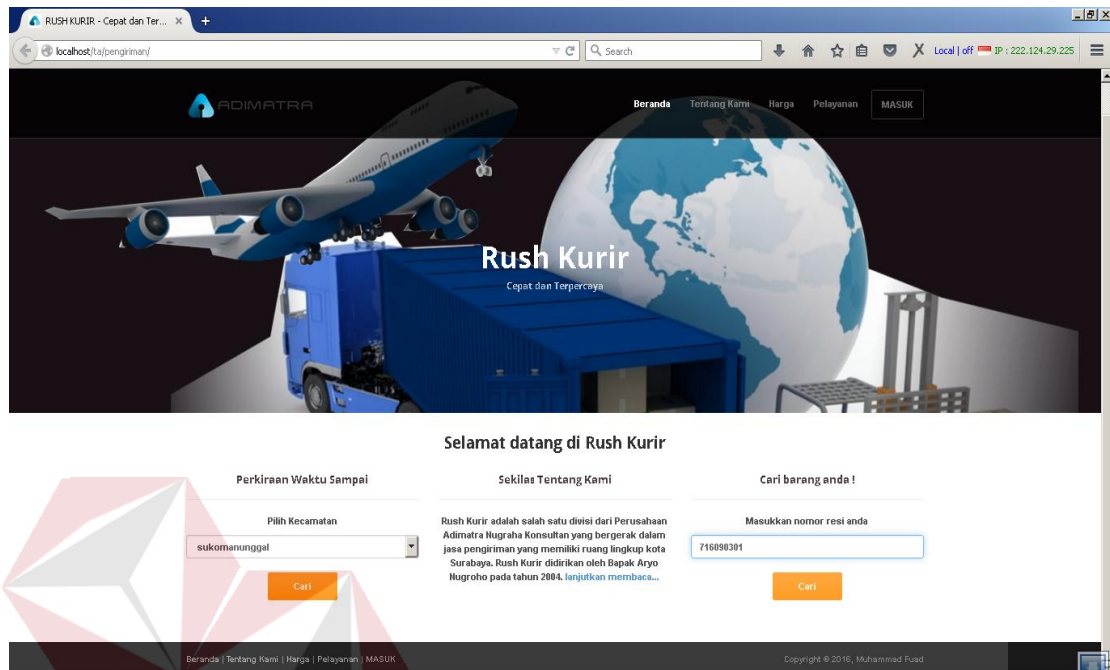 RUSH KURIR - Cepat dan Ter... × +
localhost/ta/pengiriman/
Search
Local | off IP : 222.124.29.225
ADIMATRA
Beranda Tentang Kami Harga Pelayanan MASUK
Rush Kurir
Cepat dan Terpercaya
Selamat datang di Rush Kurir
Perkiraan Waktu Sampai
Pilih Kecamatan
sukomanunggal
Cari
Sekilas Tentang Kami
Rush Kurir adalah salah satu divisi dari Perusahaan
Adimatra Nugraha Konsultan yang bergerak dalam
jasa pengiriman yang memiliki ruang lingkup kota
Surabaya. Rush Kurir didirikan oleh Bapak Aryo
Nugroho pada tahun 2004. lanjutkan membaca...
Cari barang anda !
Masukkan nomor resi anda
716090301
Cari
Beranda | Tentang Kami | Harga | Pelayanan | MASUK
Copyright © 2016, Muhammad Fuad